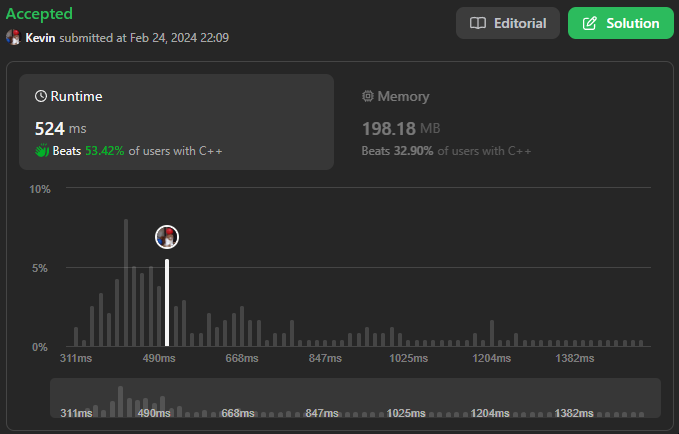 Accepted
Kevin submitted at Feb 24, 2024 22:09
Editorial
Solution
Runtime
524 ms
Beats 53.42% of users with C++
Memory
198.18 MB
Beats 32.90% of users with C++
10%
5%
0%
311ms 490ms 668ms 847ms 1025ms 1204ms 1382ms
311ms 490ms 668ms 847ms 1025ms 1204ms 1382ms